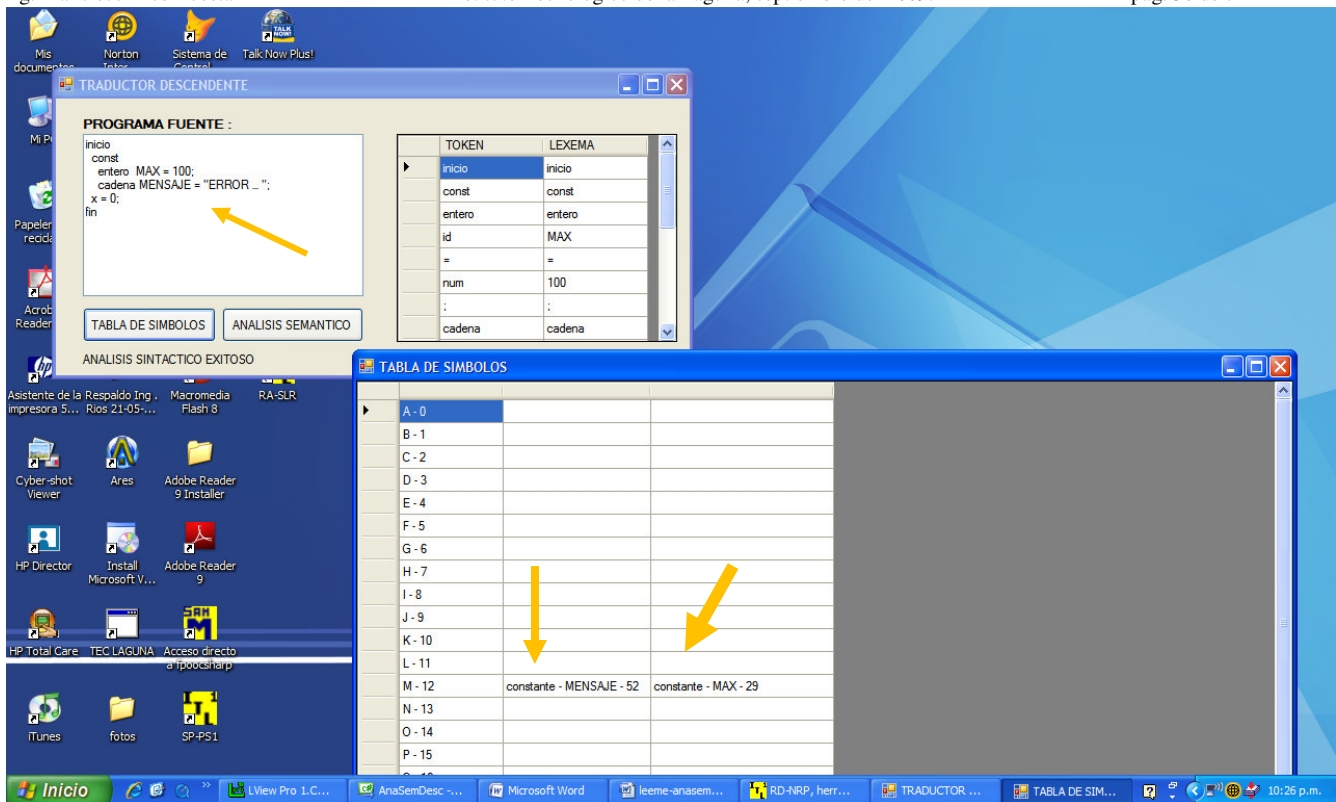 Mis documentos
Norton
Sistema de
Talk Now Plus!
TRADUCTOR DESCENDENTE
PROGRAMA FUENTE :
inicio
const
entero MAX = 100;
cadena MENSAJE = "ERROR _ ";
x = 0;
fin
TOKEN LEXEMA
inicio inicio
const const
entero entero
id MAX
= =
num 100
; ;
cadena cadena
TABLA DE SIMBOLOS
ANALISIS SEMANTICO
ANALISIS SINTACTICO EXITOSO
Reader
Asistente de la impresora 5...
Respaldo Ing . Rios 21-05-...
Macromedia Flash 8
RA-SLR
Cyber-shot Viewer
Ares
Adobe Reader 9 Installer
HP Director
Install Microsoft V...
Adobe Reader 9
HP Total Care
TEC LAGUNA
Acceso directo a fpoocsharp
iTunes
fotos
SP-PS1
TABLA DE SIMBOLOS
A - 0
B - 1
C - 2
D - 3
E - 4
F - 5
G - 6
H - 7
I - 8
J - 9
K - 10
L - 11
M - 12 constante - MENSAJE - 52 constante - MAX - 29
N - 13
O - 14
P - 15
Inicio
LView Pro 1.C...
AnaSemDesc -...
Microsoft Word
leeme-anasem...
RD-NRP, herr...
TRADUCTOR ...
TABLA DE SIM...
10:26 p.m.